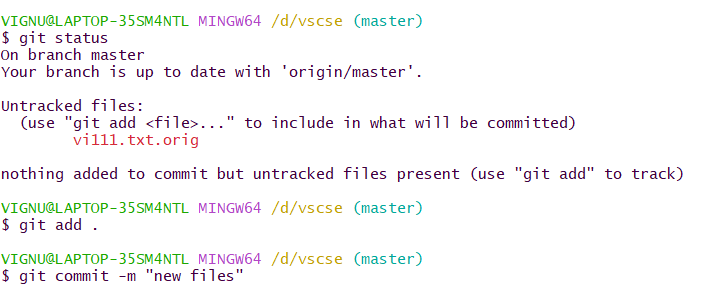 VIGNU@LAPTOP-35SM4NTL MINGW64 /d/vscse (master)
$ git status
On branch master
Your branch is up to date with 'origin/master'.
Untracked files:
  (use "git add <file>..." to include in what will be committed)
        vi111.txt.orig
nothing added to commit but untracked files present (use "git add" to track)
VIGNU@LAPTOP-35SM4NTL MINGW64 /d/vscse (master)
$ git add .
VIGNU@LAPTOP-35SM4NTL MINGW64 /d/vscse (master)
$ git commit -m "new files"